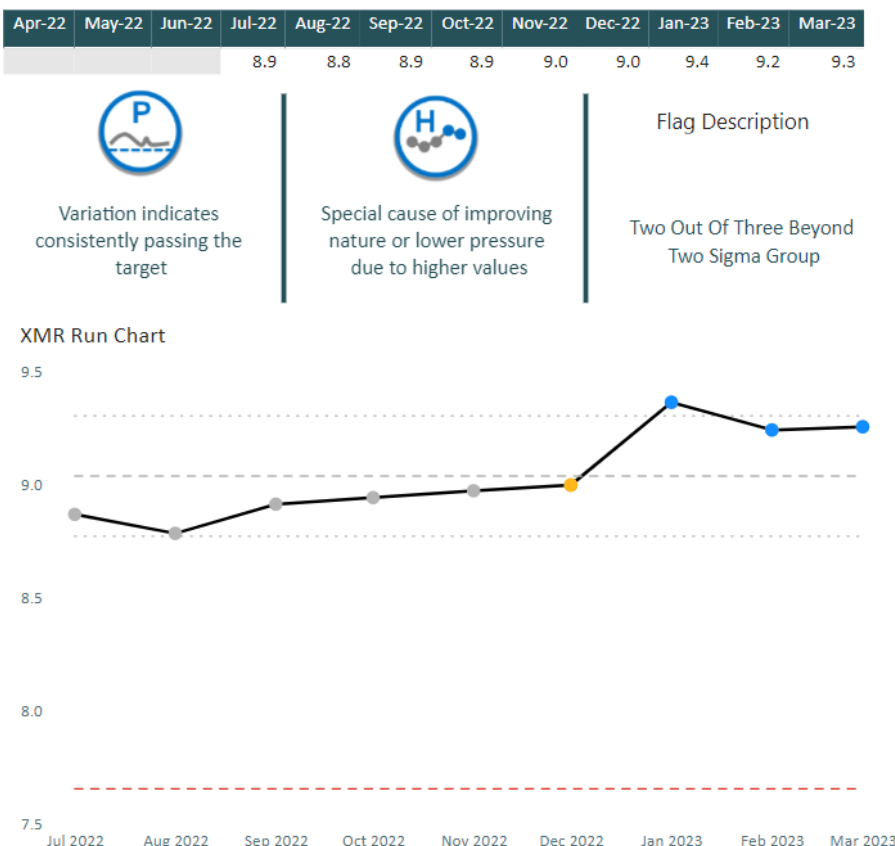 Apr-22 May-22 Jun-22 Jul-22 Aug-22 Sep-22 Oct-22 Nov-22 Dec-22 Jan-23 Feb-23 Mar-23
8.9 8.8 8.9 8.9 9.0 9.0 9.4 9.2 9.3
P
Variation indicates
consistently passing the
target
H
Special cause of improving
nature or lower pressure
due to higher values
Flag Description
Two Out Of Three Beyond
Two Sigma Group
XMR Run Chart
9.5
9.0
8.5
8.0
7.5
Jul 2022 Aug 2022 Sep 2022 Oct 2022 Nov 2022 Dec 2022 Jan 2023 Feb 2023 Mar 2023